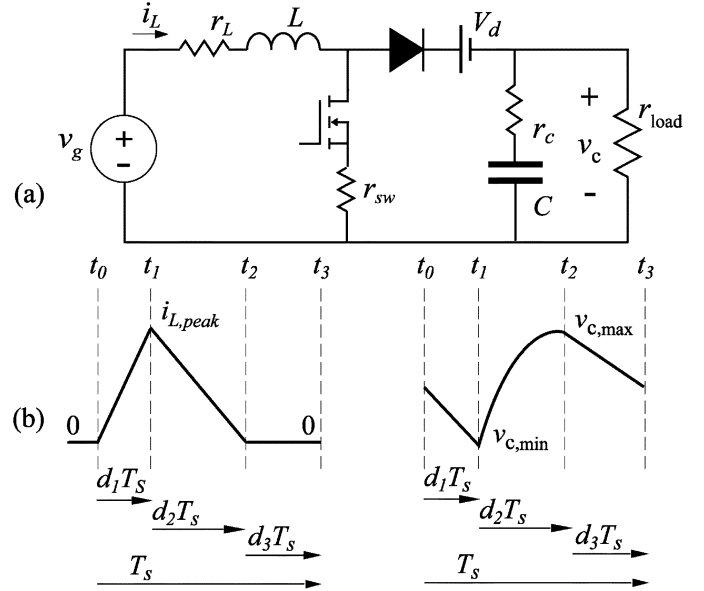 i_L
r_L
L
V_d
v_g
+
-
r_sw
r_c
C
+
v_c
-
r_load
(a)
t_0 t_1 t_2 t_3 t_0 t_1 t_2 t_3
i_L,peak
v_c,max
(b)
0
0
v_c,min
d_1T_S
d_2T_s
d_3T_s
T_s
d_1T_S
d_2T_s
d_3T_s
T_s